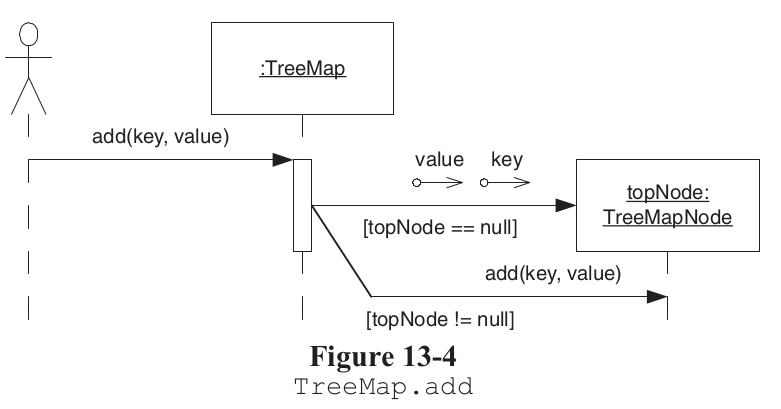 :TreeMap
add(key, value)
value key
topNode:
TreeMapNode
[topNode == null]
add(key, value)
[topNode != null]
Figure 13-4
TreeMap.add